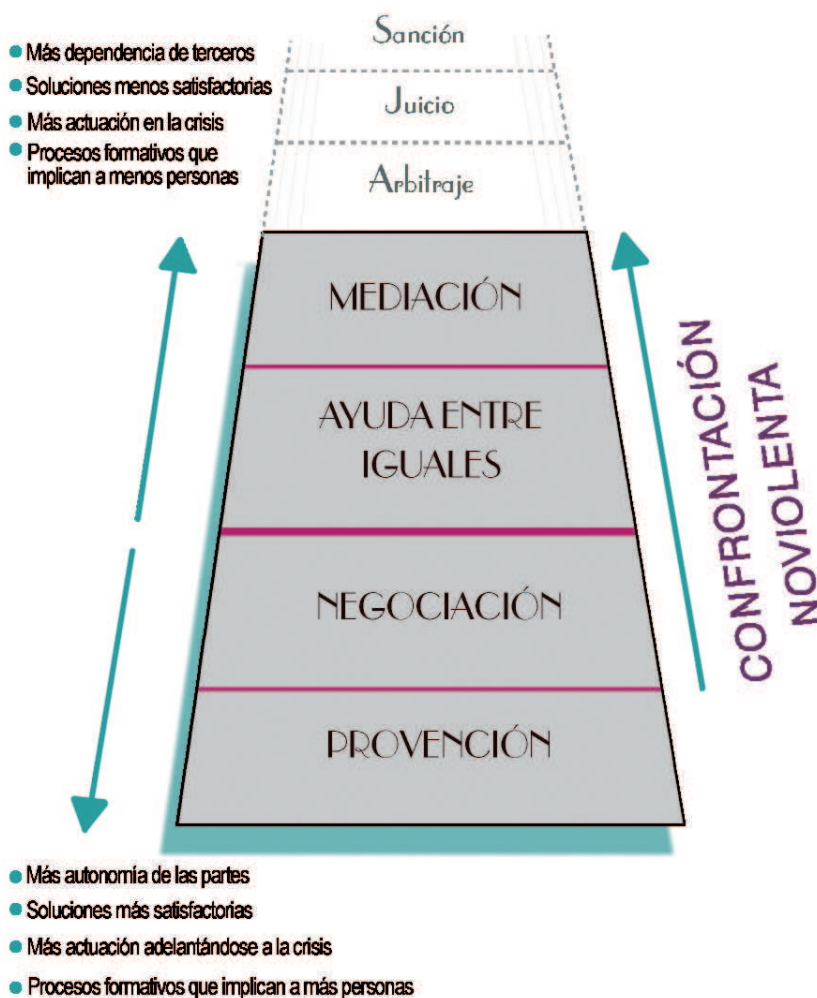 Sanción
Juicio
Arbitraje
Más dependencia de terceros
Soluciones menos satisfactorias
Más actuación en la crisis
Procesos formativos que
implican a menos personas
MEDIACIÓN
AYUDA ENTRE
IGUALES
NEGOCIACIÓN
PROVENCIÓN
CONFRONTACIÓN
NOVIOLENTA
Más autonomía de las partes
Soluciones más satisfactorias
Más actuación adelantándose a la crisis
Procesos formativos que implican a más personas